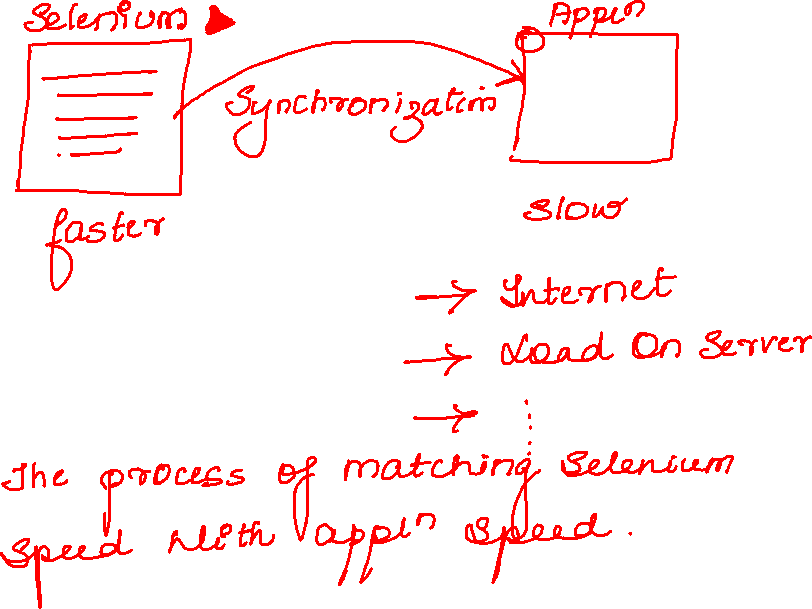 Selenium
Appln
Synchronization
faster
Slow
→ Internet
→ Load On Server
→ ⋮
The process of matching Selenium
Speed With appln Speed.